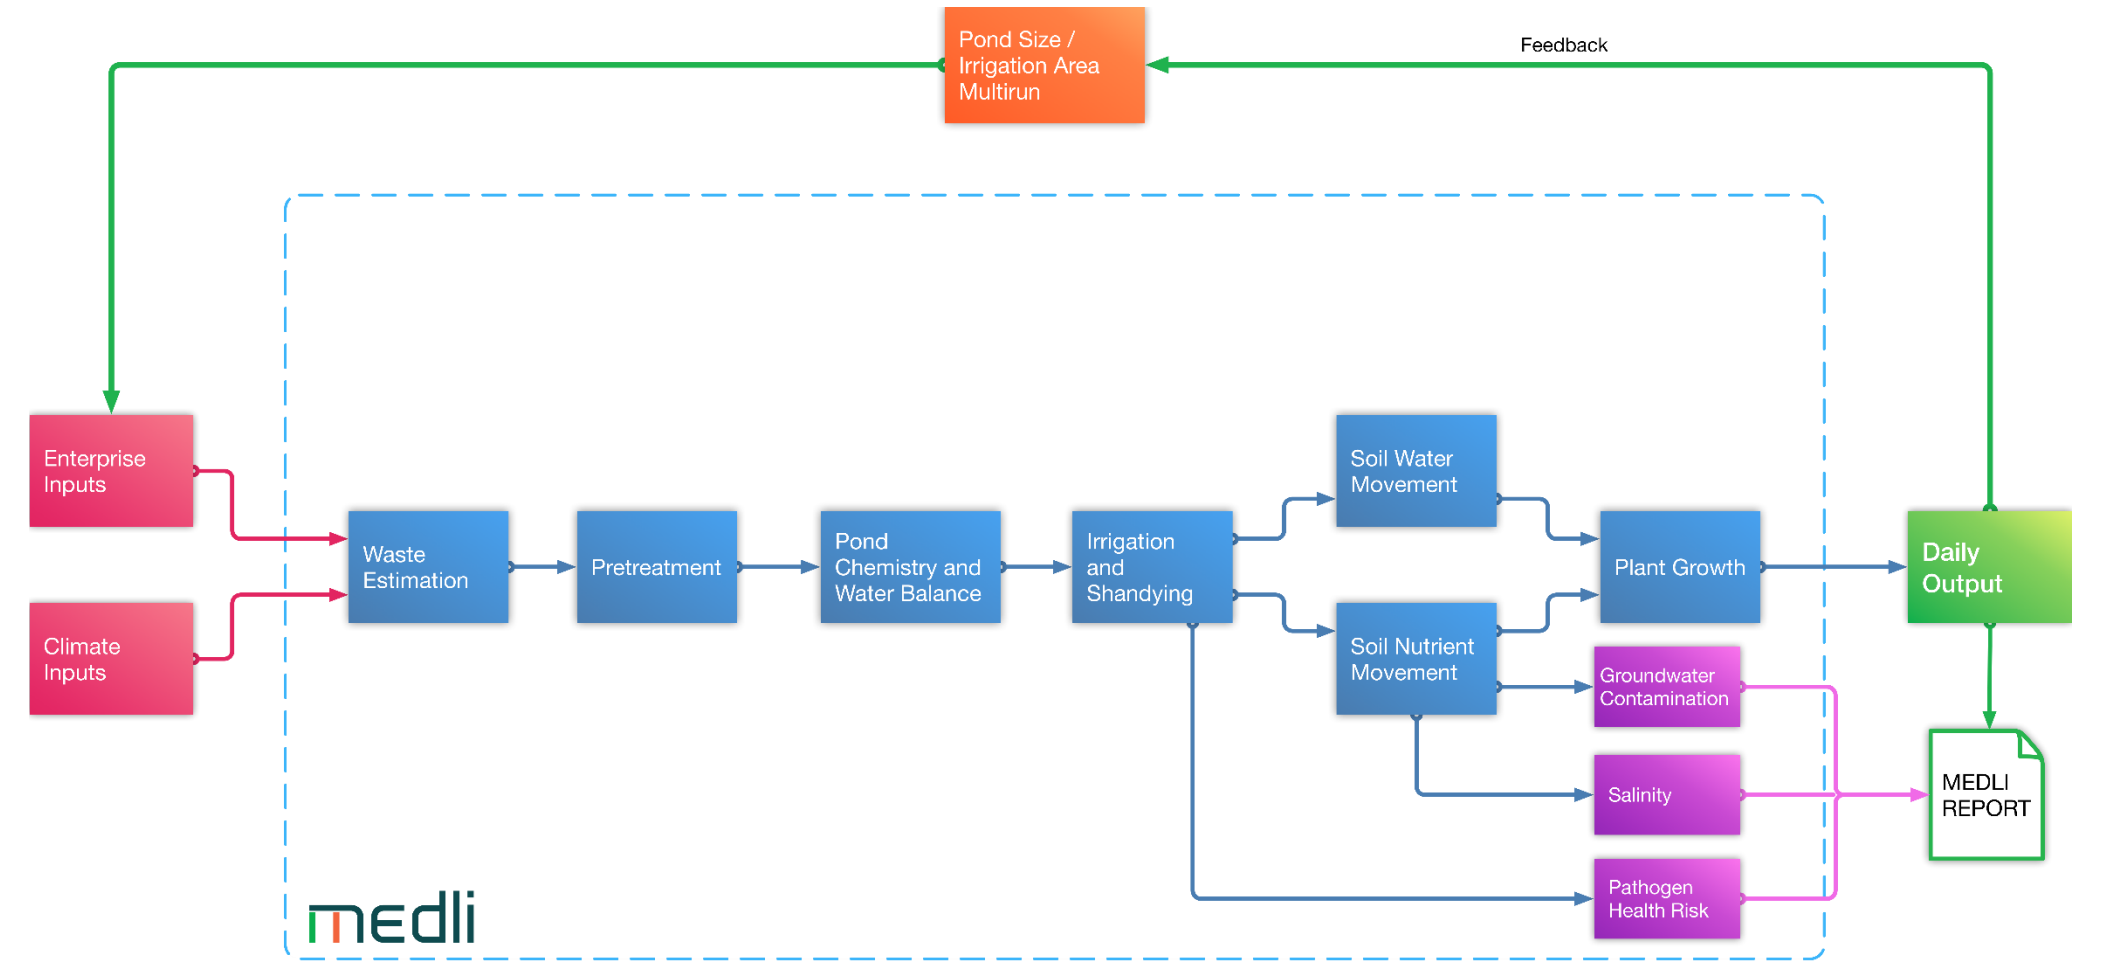 Pond Size /
Irrigation Area
Multirun
Feedback
Enterprise
Inputs
Climate
Inputs
Waste
Estimation
Pretreatment
Pond
Chemistry and
Water Balance
Irrigation
and
Shandying
Soil Water
Movement
Soil Nutrient
Movement
Plant Growth
Groundwater
Contamination
Salinity
Pathogen
Health Risk
Daily
Output
MEDLI
REPORT
medli